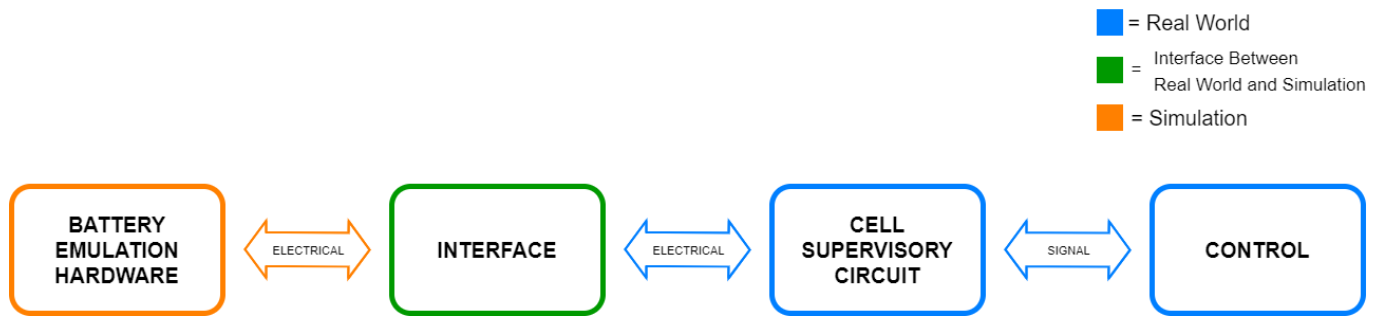 = Real World
= Interface Between
Real World and Simulation
= Simulation
BATTERY
EMULATION
HARDWARE
ELECTRICAL
INTERFACE
ELECTRICAL
CELL
SUPERVISORY
CIRCUIT
SIGNAL
CONTROL